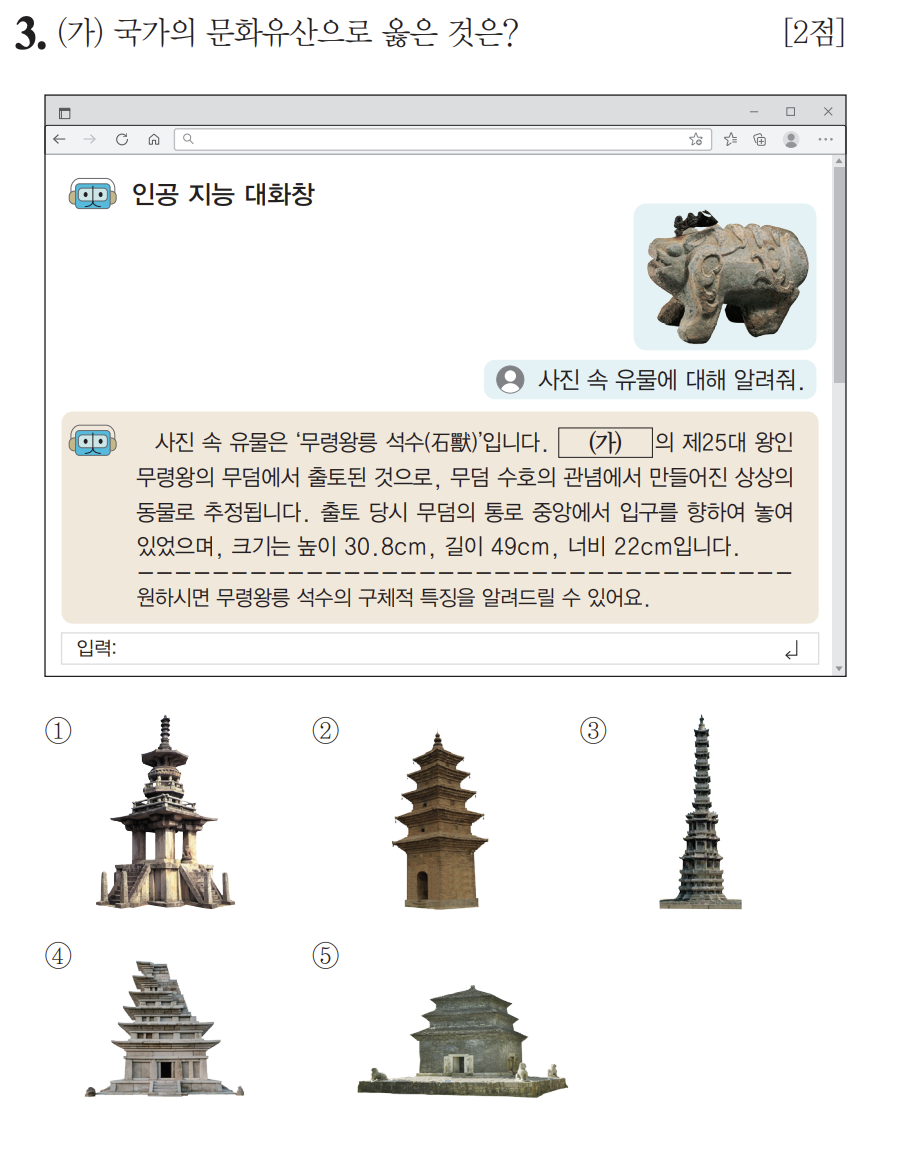 3. (가) 국가의 문화유산으로 옳은 것은? [2점]
인공 지능 대화창
사진 속 유물에 대해 알려줘.
사진 속 유물은 ‘무령왕릉 석수(石獸)’입니다. (가) 의 제25대 왕인
무령왕의 무덤에서 출토된 것으로, 무덤 수호의 관념에서 만들어진 상상의
동물로 추정됩니다. 출토 당시 무덤의 통로 중앙에서 입구를 향하여 놓여
있었으며, 크기는 높이 30.8cm, 길이 49cm, 너비 22cm입니다.
원하시면 무령왕릉 석수의 구체적 특징을 알려드릴 수 있어요.
입력:
① ② ③
④ ⑤